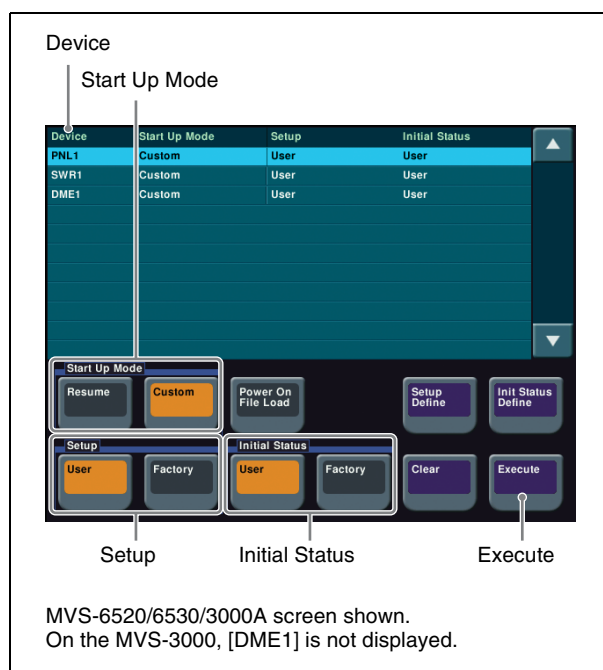 Device
Start Up Mode
Device Start Up Mode Setup Initial Status
PNL1 Custom User User
SWR1 Custom User User
DME1 Custom User User
Start Up Mode
Resume Custom Power On File Load Setup Define Init Status Define
Setup Initial Status
User Factory User Factory Clear Execute
Setup Initial Status Execute
MVS-6520/6530/3000A screen shown.
On the MVS-3000, [DME1] is not displayed.